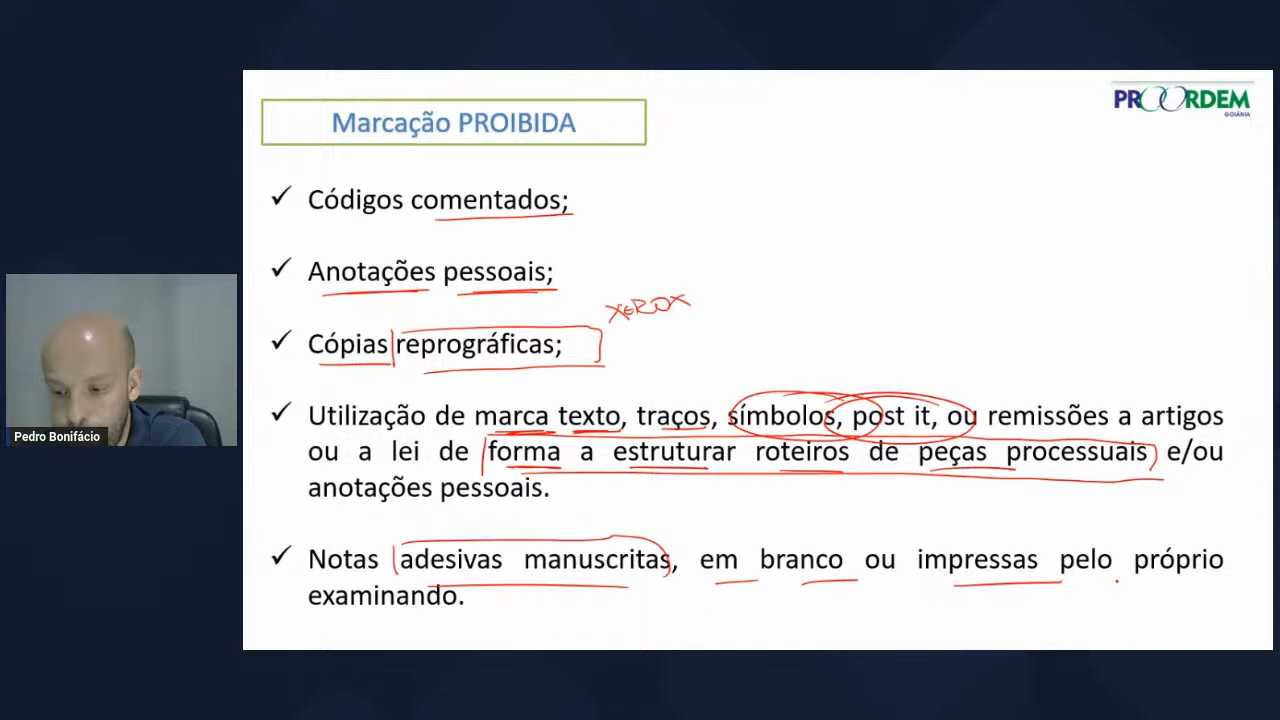 PROORDEM
GOIÂNIA
Marcação PROIBIDA
✓ Códigos comentados;
✓ Anotações pessoais;
XEROX
✓ Cópias reprográficas;
✓ Utilização de marca texto, traços, símbolos, post it, ou remissões a artigos
ou a lei de forma a estruturar roteiros de peças processuais e/ou
anotações pessoais.
✓ Notas adesivas manuscritas, em branco ou impressas pelo próprio
examinando.
Pedro Bonifácio